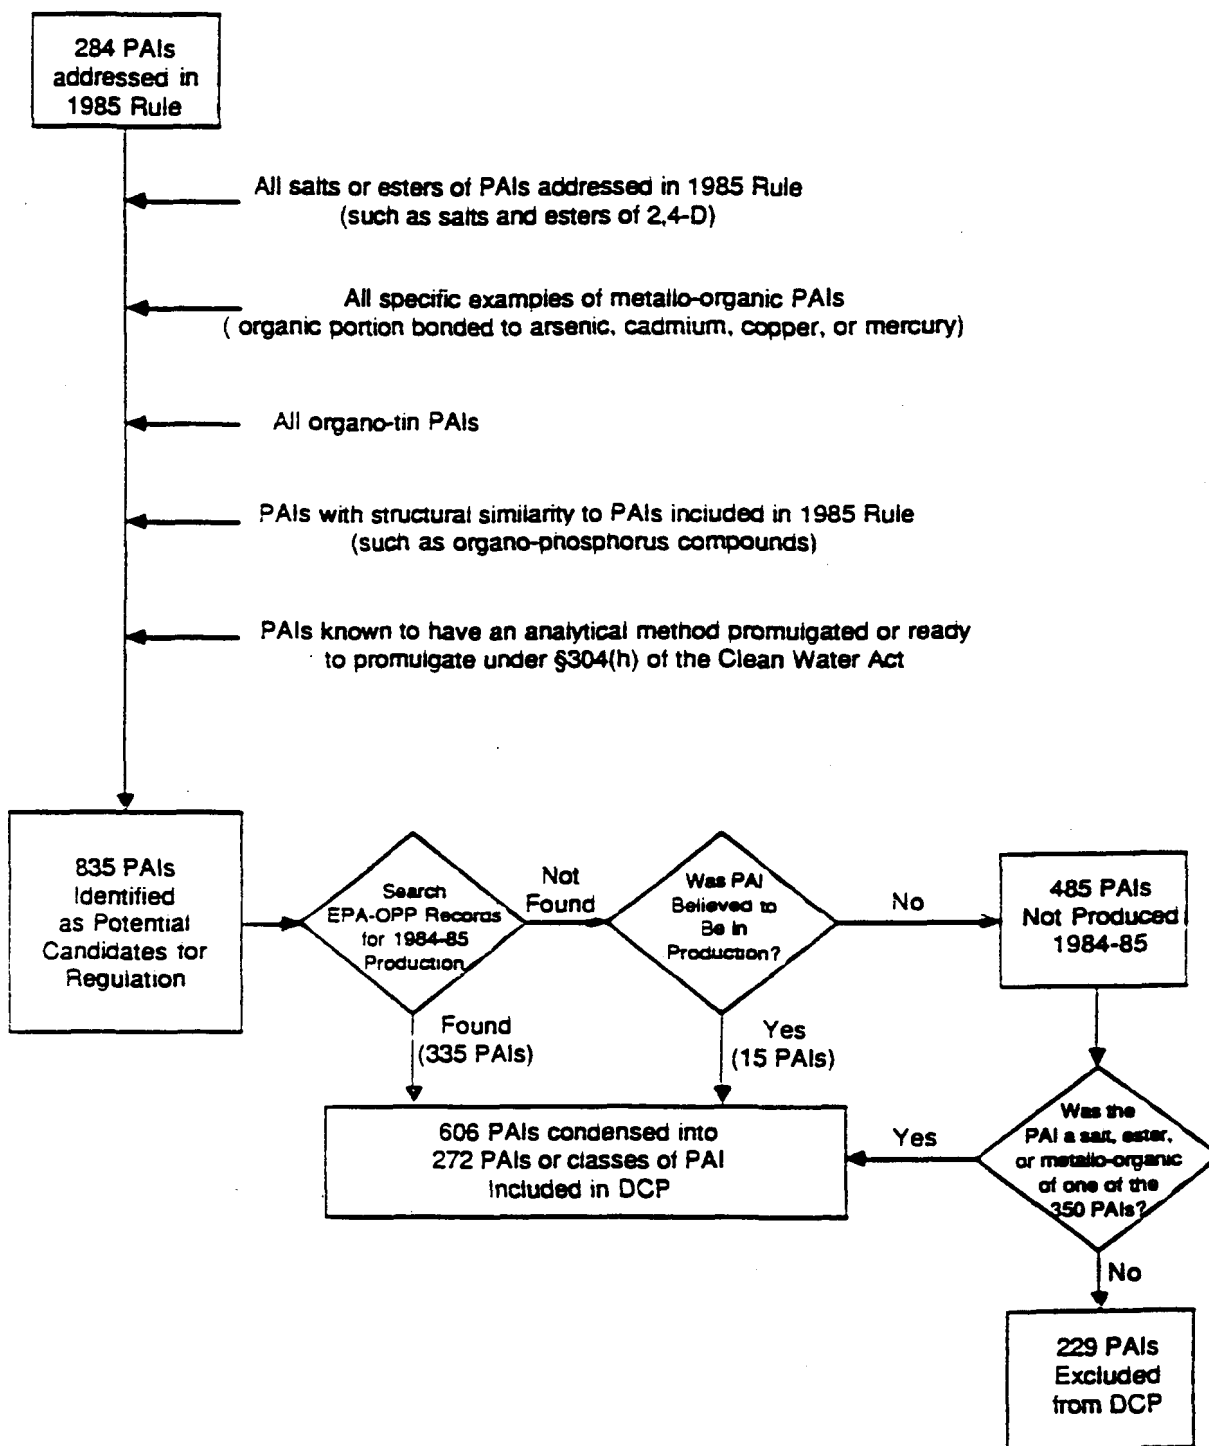 284 PAIs
addressed in
1985 Rule
All salts or esters of PAIs addressed in 1985 Rule
(such as salts and esters of 2,4-D)
All specific examples of metallo-organic PAIs
( organic portion bonded to arsenic, cadmium, copper, or mercury)
All organo-tin PAIs
PAIs with structural similarity to PAIs included in 1985 Rule
(such as organo-phosphorus compounds)
PAIs known to have an analytical method promulgated or ready
to promulgate under §304(h) of the Clean Water Act
835 PAIs
Identified
as Potential
Candidates for
Regulation
Search
EPA-OPP Records
for 1984-85
Production
Not
Found
Was PAI
Believed to
Be in
Production?
No
485 PAIs
Not Produced
1984-85
Found
(335 PAIs)
Yes
(15 PAIs)
606 PAIs condensed into
272 PAIs or classes of PAI
Included in DCP
Yes
Was the
PAI a salt, ester,
or metallo-organic
of one of the
350 PAIs?
No
229 PAIs
Excluded
from DCP